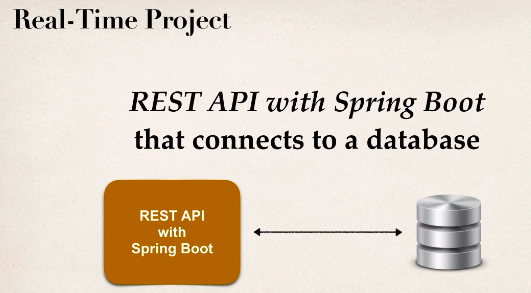 Real-Time Project
REST API with Spring Boot
that connects to a database
REST API
with
Spring Boot